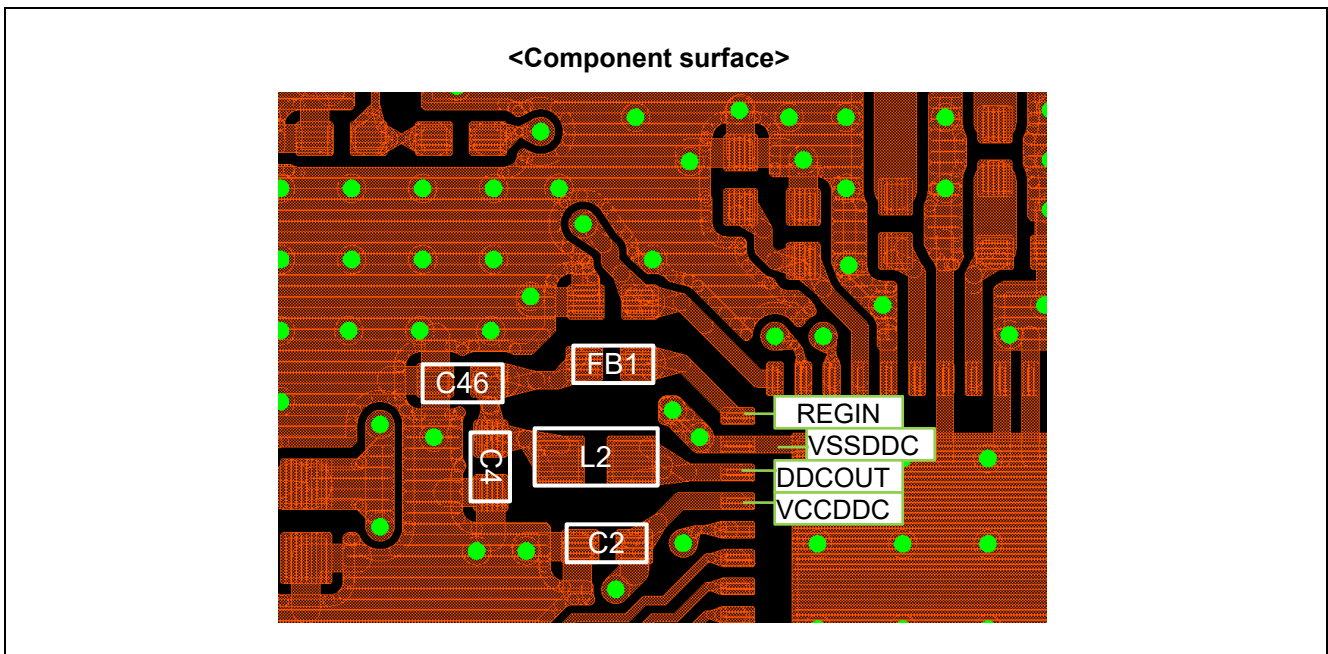 <Component surface>
FB1
C46
REGIN
VSSDDC
C4
L2
DDCOUT
VCCDDC
C2